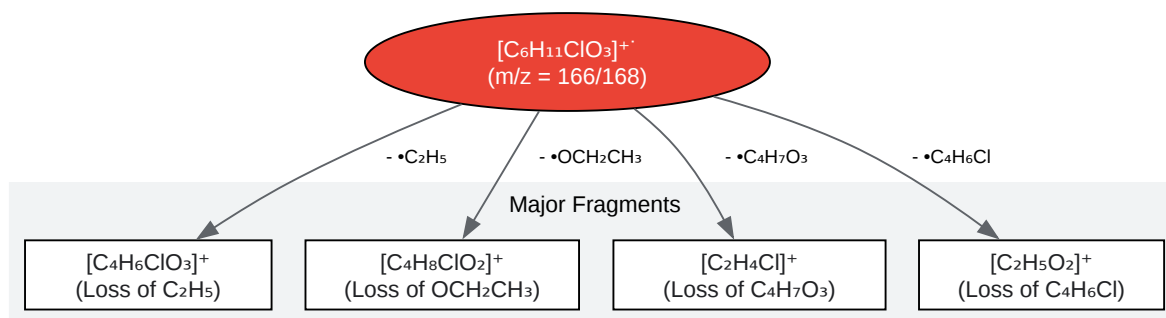 [C₆H₁₁ClO₃]⁺˙
(m/z = 166/168)
- •C₂H₅
- •OCH₂CH₃
- •C₄H₇O₃
- •C₄H₆Cl
Major Fragments
[C₄H₆ClO₃]⁺
(Loss of C₂H₅)
[C₄H₈ClO₂]⁺
(Loss of OCH₂CH₃)
[C₂H₄Cl]⁺
(Loss of C₄H₇O₃)
[C₂H₅O₂]⁺
(Loss of C₄H₆Cl)